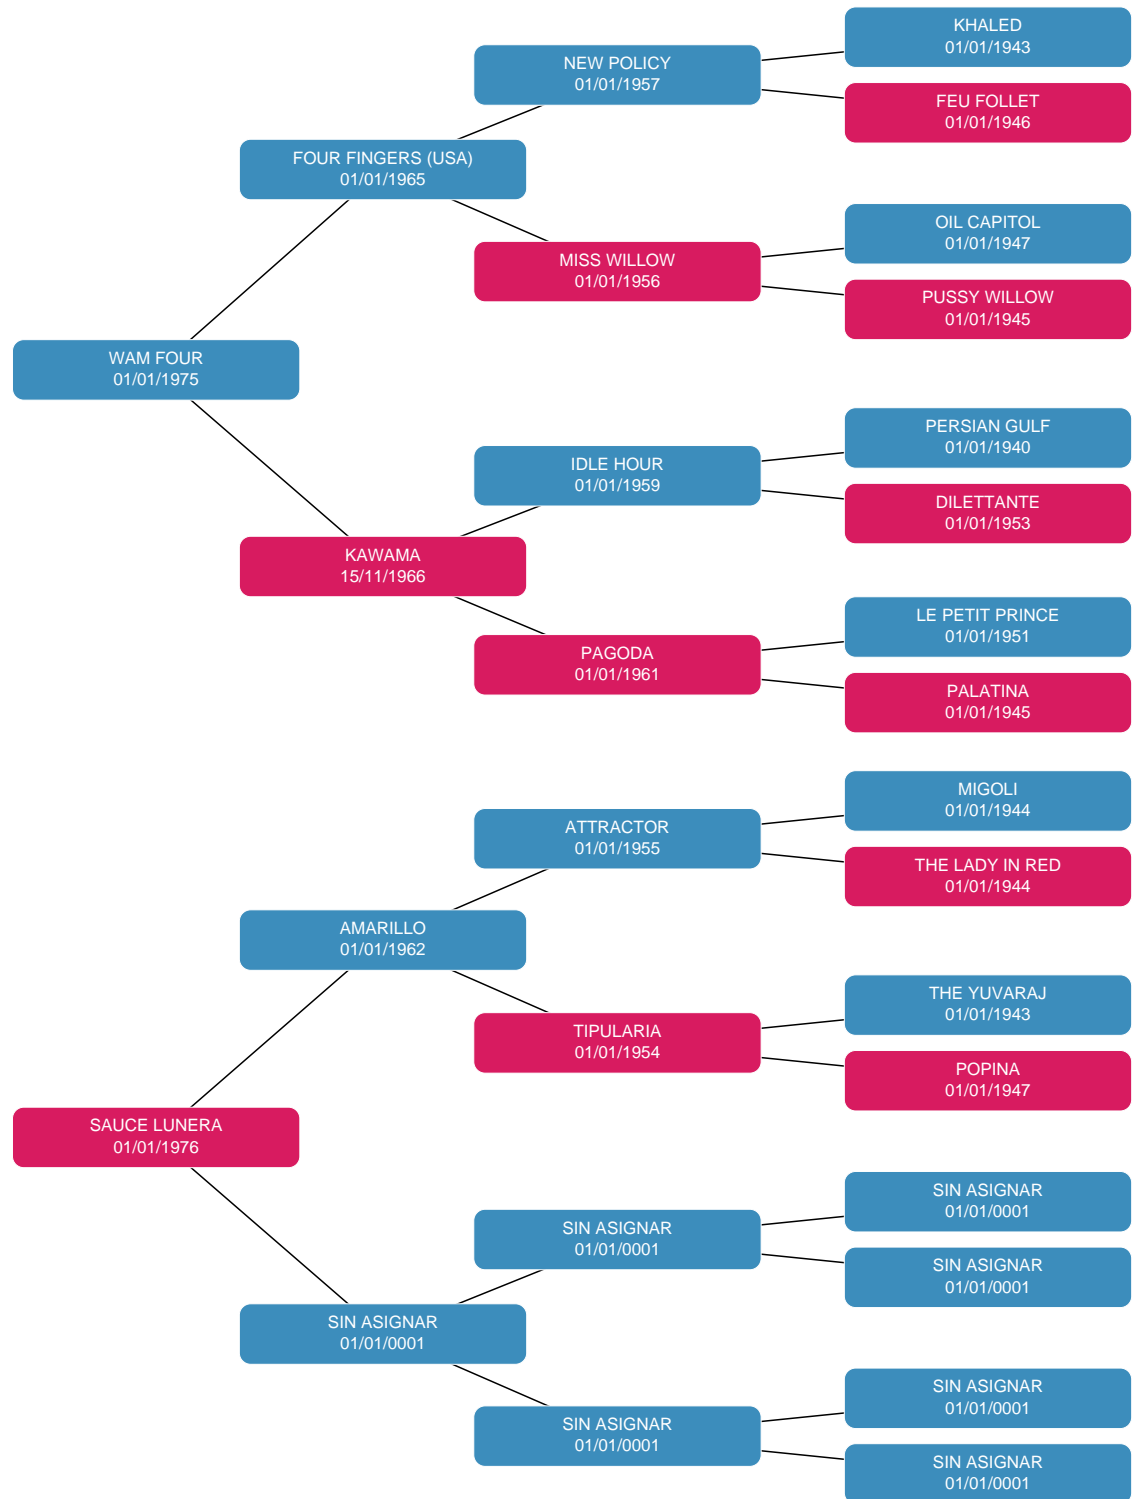 KHALED
01/01/1943
NEW POLICY
01/01/1957
FEU FOLLET
01/01/1946
FOUR FINGERS (USA)
01/01/1965
OIL CAPITOL
01/01/1947
MISS WILLOW
01/01/1956
PUSSY WILLOW
01/01/1945
WAM FOUR
01/01/1975
PERSIAN GULF
01/01/1940
IDLE HOUR
01/01/1959
DILETTANTE
01/01/1953
KAWAMA
15/11/1966
LE PETIT PRINCE
01/01/1951
PAGODA
01/01/1961
PALATINA
01/01/1945
MIGOLI
01/01/1944
ATTRACTOR
01/01/1955
THE LADY IN RED
01/01/1944
AMARILLO
01/01/1962
THE YUVARAJ
01/01/1943
TIPULARIA
01/01/1954
POPINA
01/01/1947
SAUCE LUNERA
01/01/1976
SIN ASIGNAR
01/01/0001
SIN ASIGNAR
01/01/0001
SIN ASIGNAR
01/01/0001
SIN ASIGNAR
01/01/0001
SIN ASIGNAR
01/01/0001
SIN ASIGNAR
01/01/0001
SIN ASIGNAR
01/01/0001